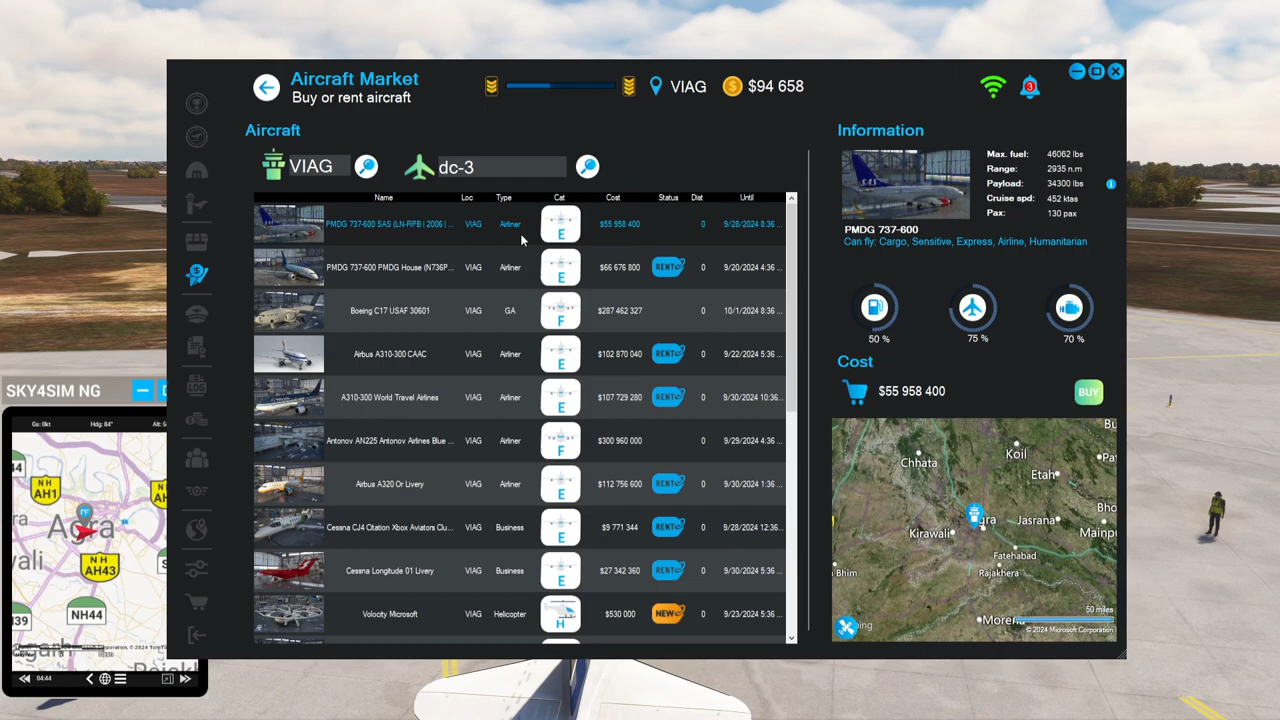 Aircraft Market
Buy or rent aircraft
VIAG
$94 658
3
Aircraft
VIAG
dc-3
Name Loc Type Cat Cost Status Dist Until
PMDG 737-600 SAS (LN-RPB | 2006 | ... VIAG Airliner E $55 958 400 0 9/28/2024 8:36 ...
PMDG 737-600 PMDG House (N736P... VIAG Airliner E $66 676 800 RENT 0 9/20/2024 4:36 ...
Boeing C17 USAF 30601 VIAG GA F $287 462 327 0 10/1/2024 8:36 ...
Airbus A310-300 CAAC VIAG Airliner E $102 870 040 RENT 0 9/22/2024 5:36 ...
A310-300 World Travel Airlines VIAG Airliner E $107 729 280 RENT 0 9/30/2024 10:36 ...
Antonov AN225 Antonov Airlines Blue ... VIAG Airliner F $300 960 000 0 9/29/2024 4:36 ...
Airbus A320 Or Livery VIAG Airliner E $112 756 600 RENT 0 9/30/2024 1:36 ...
Cessna CJ4 Citation Xbox Aviators Clu... VIAG Business E $9 771 344 RENT 0 9/28/2024 12:36 ...
Cessna Longitude 01 Livery VIAG Business E $27 342 360 RENT 0 9/30/2024 5:36 ...
Volocity Microsoft VIAG Helicopter H $530 000 NEW 0 9/23/2024 5:36 ...
Information
Max. fuel: 46062 lbs
Range: 2935 n.m
Payload: 34300 lbs
Cruise spd: 452 ktas
Pax: 130 pax
PMDG 737-600
Can fly: Cargo, Sensitive, Express, Airline, Humanitarian
50 % 75 % 70 %
Cost
$55 958 400
BUY
Koil
Chhata
Etah
Jasrana
Kirawali
Mainpu
Fatehabad
Rajakhera
Bhim
50 miles
© 2024 Microsoft Corporation
SKY4SIM NG
Gs: 0kt Hdg: 84°
14
NH
AH1
Agra
NH
AH43
NH44
04:44